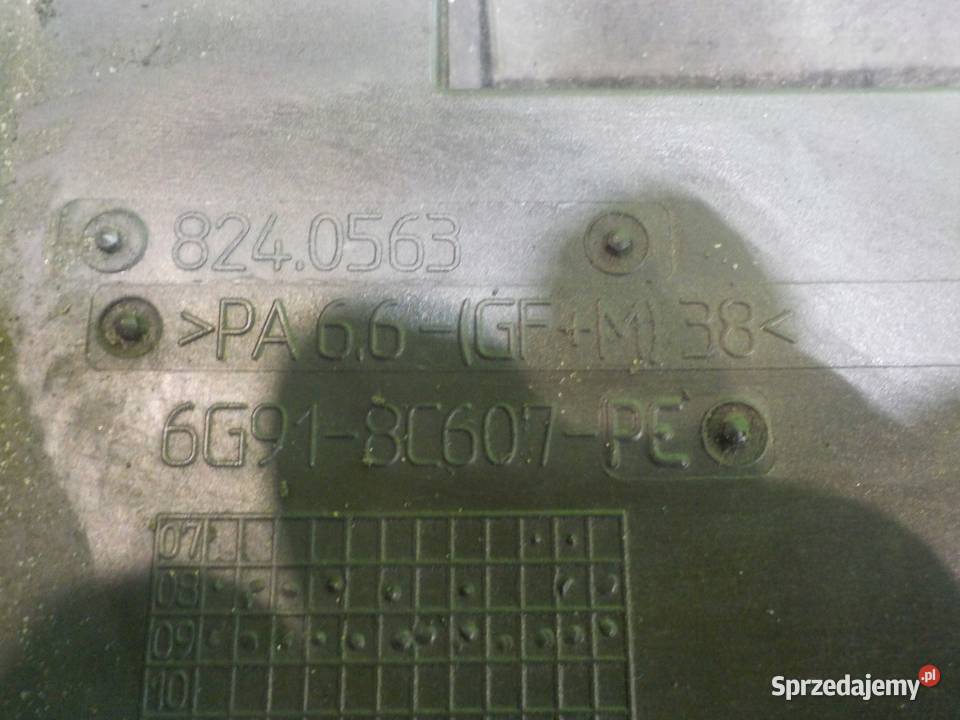 824.0563
>PA 6.6-(GF+M) 38<
6G91-8C607-PE
07
08
09
10
Sprzedajemy.pl